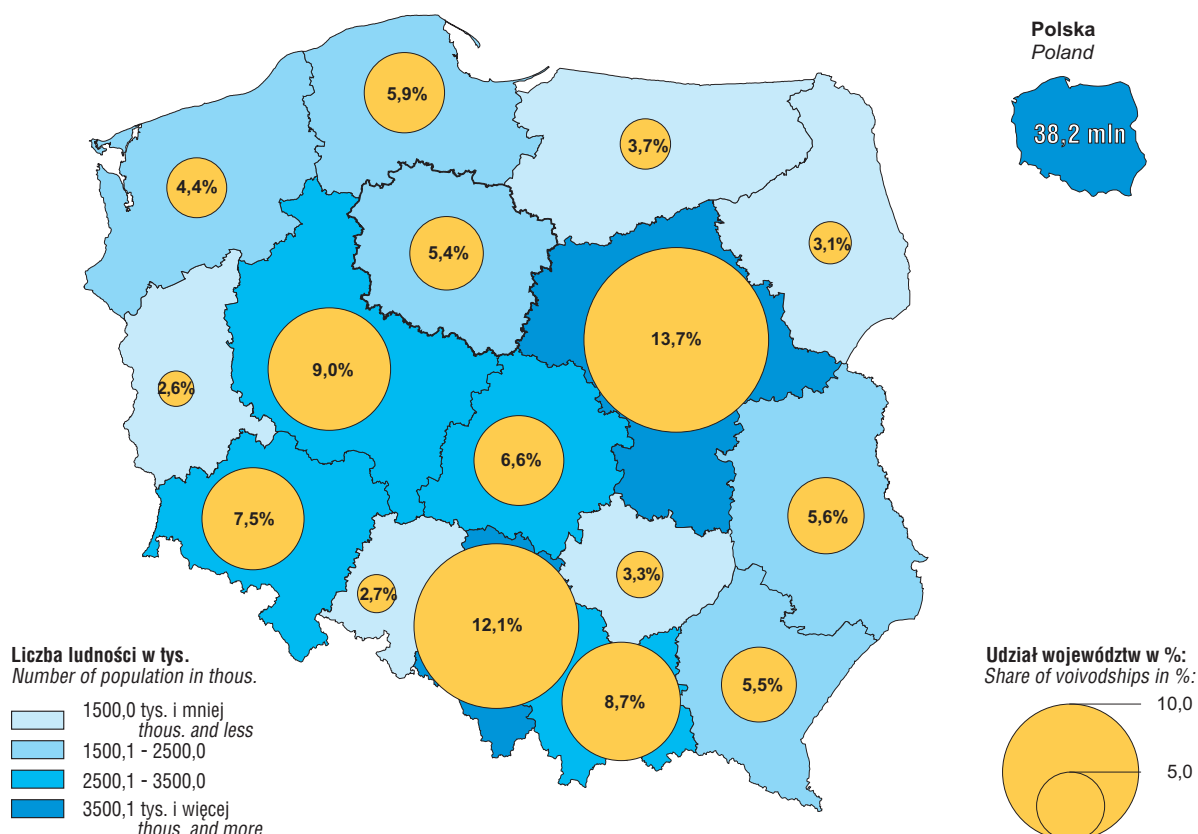 Polska
Poland
38,2 mln
5,9%
3,7%
4,4%
3,1%
5,4%
13,7%
9,0%
2,6%
6,6%
7,5%
5,6%
3,3%
2,7%
12,1%
8,7%
5,5%
Liczba ludności w tys.
Number of population in thous.
1500,0 tys. i mniej
thous. and less
1500,1 - 2500,0
2500,1 - 3500,0
3500,1 tys. i więcej
thous. and more
Udział województw w %:
Share of voivodships in %:
10,0
5,0